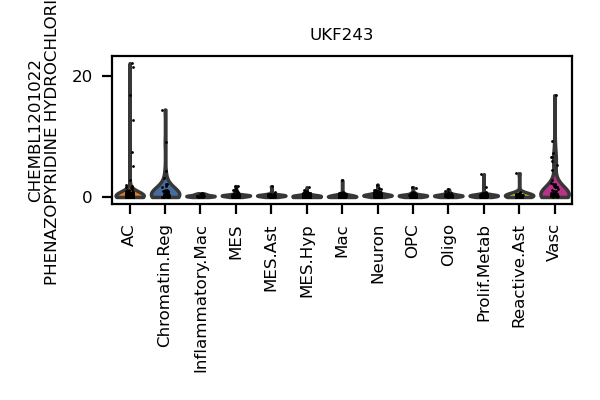 UKF243
CHEMBL1201022
PHENAZOPYRIDINE HYDROCHLORI
20
0
AC
Chromatin.Reg
Inflammatory.Mac
MES
MES.Ast
MES.Hyp
Mac
Neuron
OPC
Oligo
Prolif.Metab
Reactive.Ast
Vasc